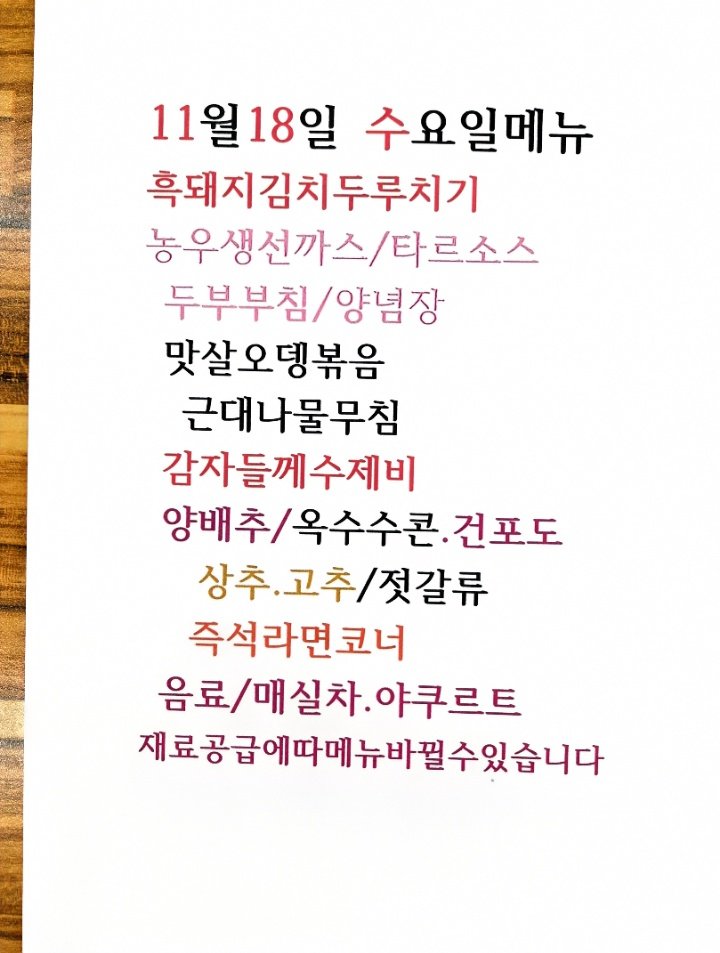 11월18일 수요일메뉴
흑돼지김치두루치기
농우생선까스/타르소스
두부부침/양념장
맛살오뎅볶음
근대나물무침
감자들께수제비
양배추/옥수수콘.건포도
상추.고추/젓갈류
즉석라면코너
음료/매실차.야쿠르트
재료공급에따메뉴바뀔수있습니다